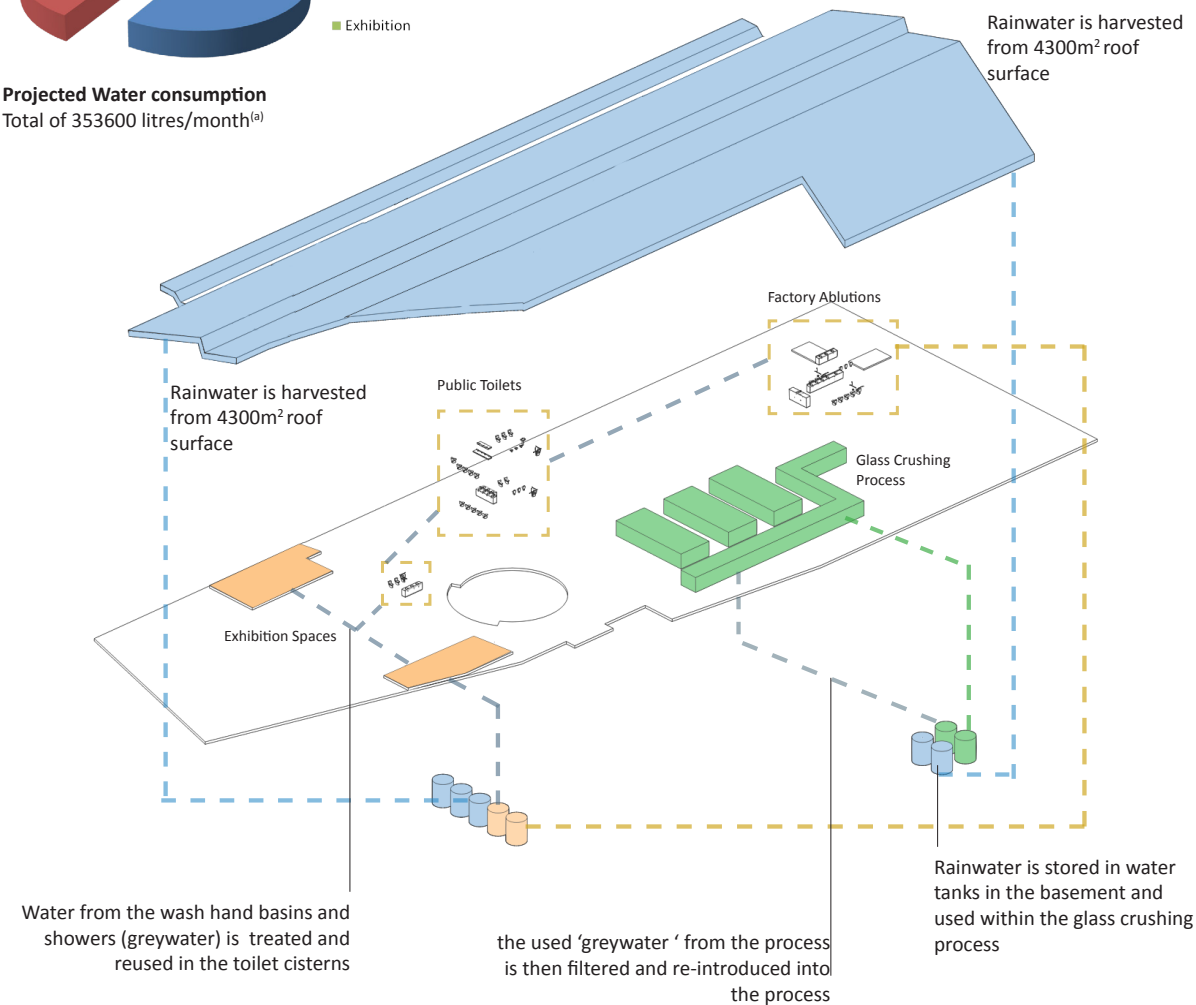 Exhibition
Projected Water consumption
Total of 353600 litres/month(a)
Rainwater is harvested
from 4300m² roof
surface
Factory Ablutions
Rainwater is harvested
from 4300m² roof
surface
Public Toilets
Glass Crushing
Process
Exhibition Spaces
Water from the wash hand basins and
showers (greywater) is treated and
reused in the toilet cisterns
the used ‘greywater ‘ from the process
is then filtered and re-introduced into
the process
Rainwater is stored in water
tanks in the basement and
used within the glass crushing
process